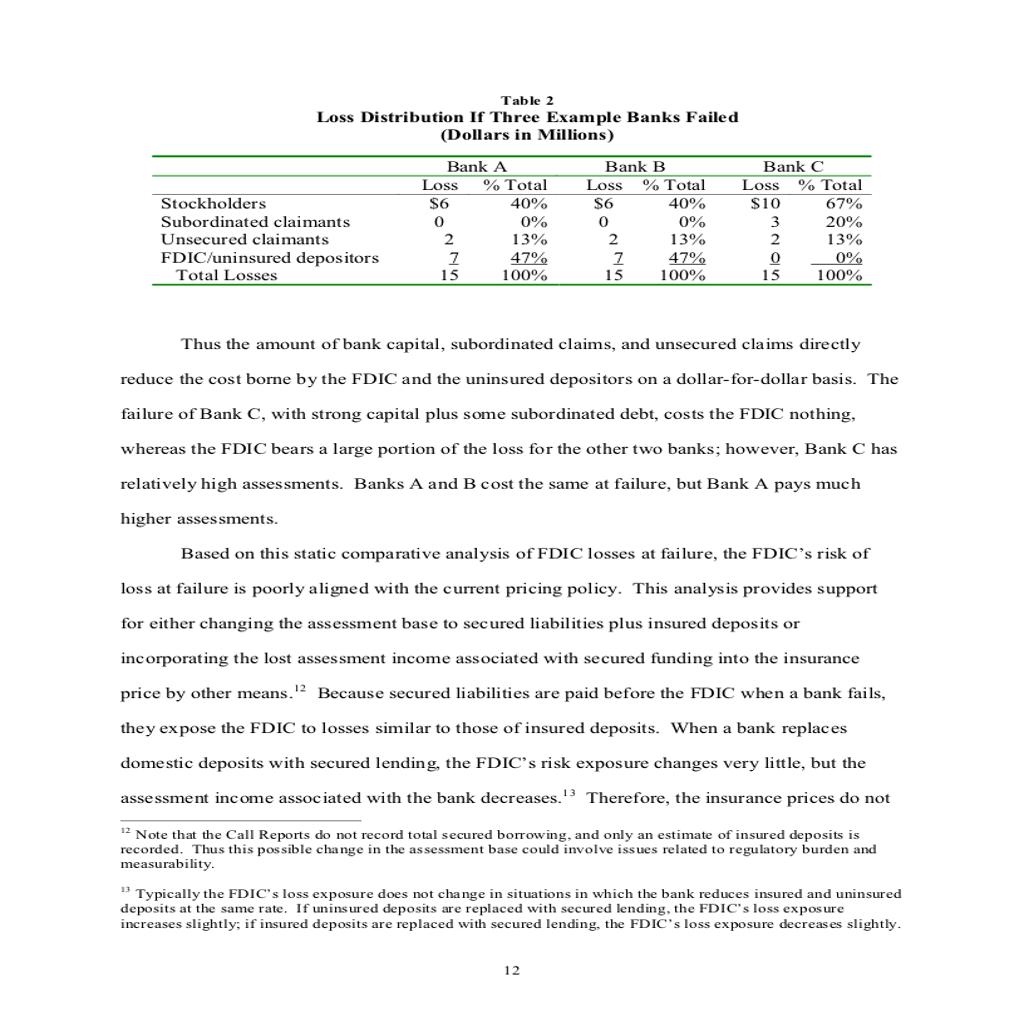 Table 2
Loss Distribution If Three Example Banks Failed
(Dollars in Millions)
Bank A Bank B Bank C
Loss % Total Loss % Total Loss % Total
Stockholders $6 40% $6 40% $10 67%
Subordinated claimants 0 0% 0 0% 3 20%
Unsecured claimants 2 13% 2 13% 2 13%
FDIC/uninsured depositors 7 47% 7 47% 0 0%
Total Losses 15 100% 15 100% 15 100%
Thus the amount of bank capital, subordinated claims, and unsecured claims directly
reduce the cost borne by the FDIC and the uninsured depositors on a dollar-for-dollar basis. The
failure of Bank C, with strong capital plus some subordinated debt, costs the FDIC nothing,
whereas the FDIC bears a large portion of the loss for the other two banks; however, Bank C has
relatively high assessments. Banks A and B cost the same at failure, but Bank A pays much
higher assessments.
Based on this static comparative analysis of FDIC losses at failure, the FDIC's risk of
loss at failure is poorly aligned with the current pricing policy. This analysis provides support
for either changing the assessment base to secured liabilities plus insured deposits or
incorporating the lost assessment income associated with secured funding into the insurance
price by other means.12 Because secured liabilities are paid before the FDIC when a bank fails,
they expose the FDIC to losses similar to those of insured deposits. When a bank replaces
domestic deposits with secured lending, the FDIC's risk exposure changes very little, but the
assessment income associated with the bank decreases.13 Therefore, the insurance prices do not
12 Note that the Call Reports do not record total secured borrowing, and only an estimate of insured deposits is
recorded. Thus this possible change in the assessment base could involve issues related to regulatory burden and
measurability.
13 Typically the FDIC's loss exposure does not change in situations in which the bank reduces insured and uninsured
deposits at the same rate. If uninsured deposits are replaced with secured lending, the FDIC's loss exposure
increases slightly; if insured deposits are replaced with secured lending, the FDIC's loss exposure decreases slightly.
12